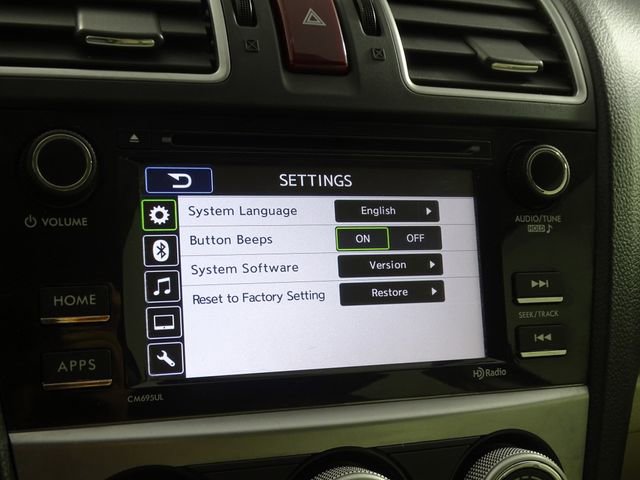 SETTINGS
System Language English
Button Beeps ON OFF
System Software Version
Reset to Factory Setting Restore
VOLUME
HOME
APPS
AUDIO/TUNE
HOLD
SEEK/TRACK
HD Radio
CM695UL